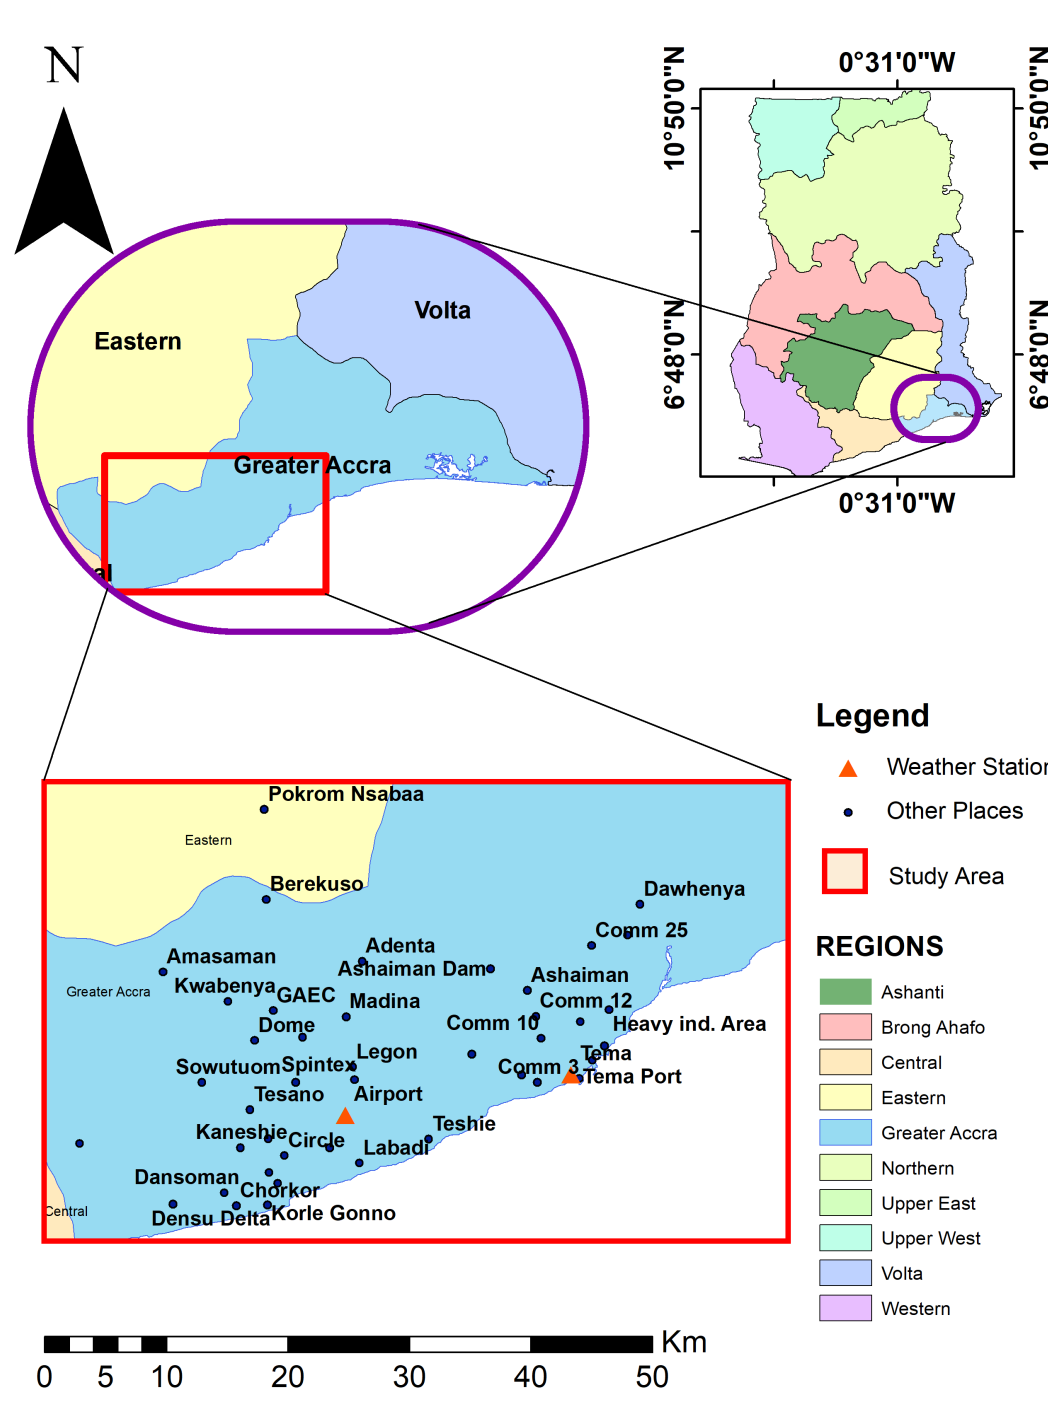 N
0°31'0"W
10°50'0"N
10°50'0"N
6°48'0"N
6°48'0"N
0°31'0"W
Volta
Eastern
Greater Accra
al
Legend
Weather Station
Other Places
Study Area
REGIONS
Ashanti
Brong Ahafo
Central
Eastern
Greater Accra
Northern
Upper East
Upper West
Volta
Western
Pokrom Nsabaa
Eastern
Berekuso
Dawhenya
Comm 25
Adenta
Amasaman
Ashaiman Dam
Ashaiman
Kwabenya
Greater Accra
GAEC
Madina
Comm 12
Dome
Comm 10
Heavy ind. Area
Legon
Tema
Sowutuom
Spintex
Comm 3
Tema Port
Tesano
Airport
Teshie
Kaneshie
Circle
Labadi
Dansoman
Chorkor
Central
Densu Delta
Korle Gonno
Km
0 5 10 20 30 40 50